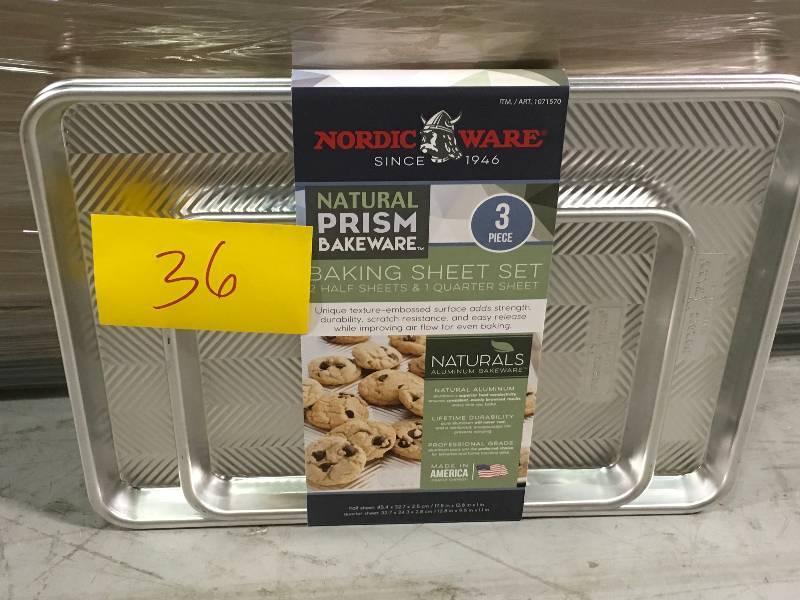 ITM. / ART. 1071570
NORDIC WARE
SINCE 1946
NATURAL
PRISM
BAKEWARE™
3
PIECE
36
BAKING SHEET SET
2 HALF SHEETS & 1 QUARTER SHEET
Unique texture-embossed surface adds strength,
durability, scratch resistance, and easy release
while improving air flow for even baking.
NATURALS
ALUMINUM BAKEWARE™
NATURAL ALUMINUM
LIFETIME DURABILITY
PROFESSIONAL GRADE
MADE IN
AMERICA